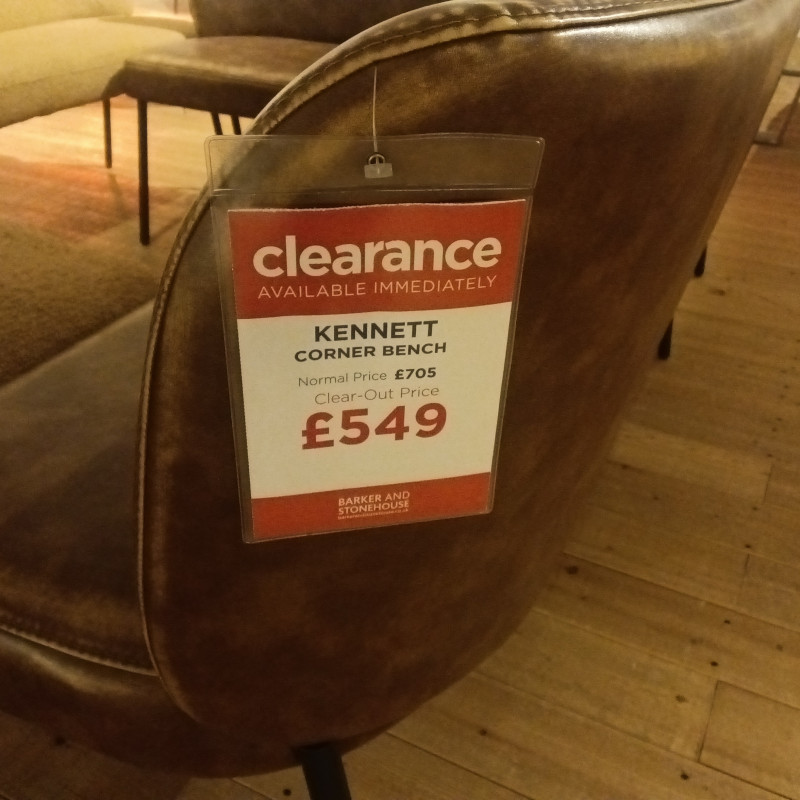 clearance
AVAILABLE IMMEDIATELY
KENNETT
CORNER BENCH
Normal Price £705
Clear-Out Price
£549
BARKER AND
STONEHOUSE